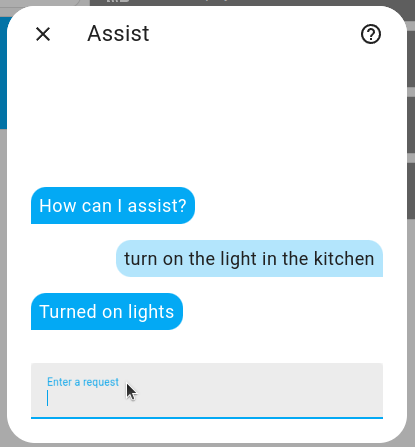 Assist
How can I assist?
turn on the light in the kitchen
Turned on lights
Enter a request